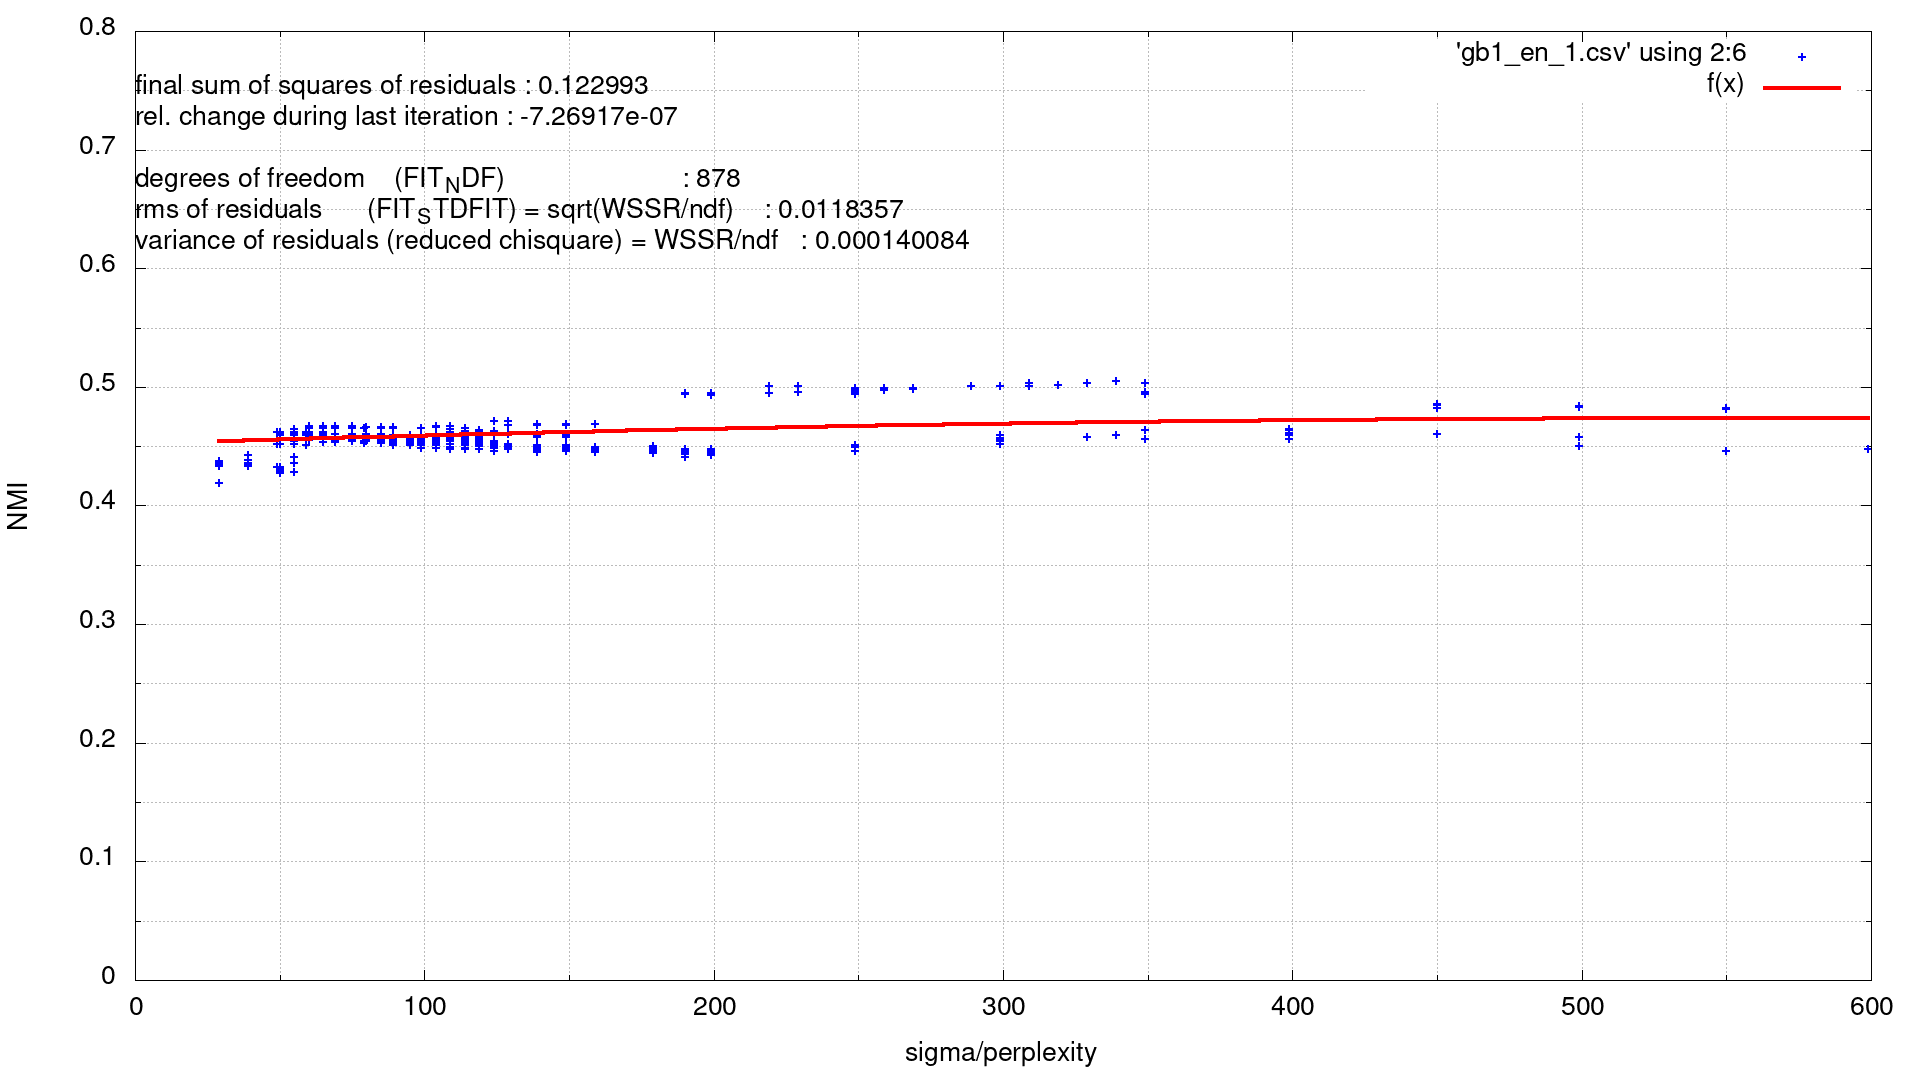 'gb1_en_1.csv' using 2:6
f(x)
final sum of squares of residuals : 0.122993
rel. change during last iteration : -7.26917e-07
degrees of freedom (FIT_NDF) : 878
rms of residuals (FIT_STDFIT) = sqrt(WSSR/ndf) : 0.0118357
variance of residuals (reduced chisquare) = WSSR/ndf : 0.000140084
0.8
0.7
0.6
0.5
0.4
0.3
0.2
0.1
0
NMI
0 100 200 300 400 500 600
sigma/perplexity